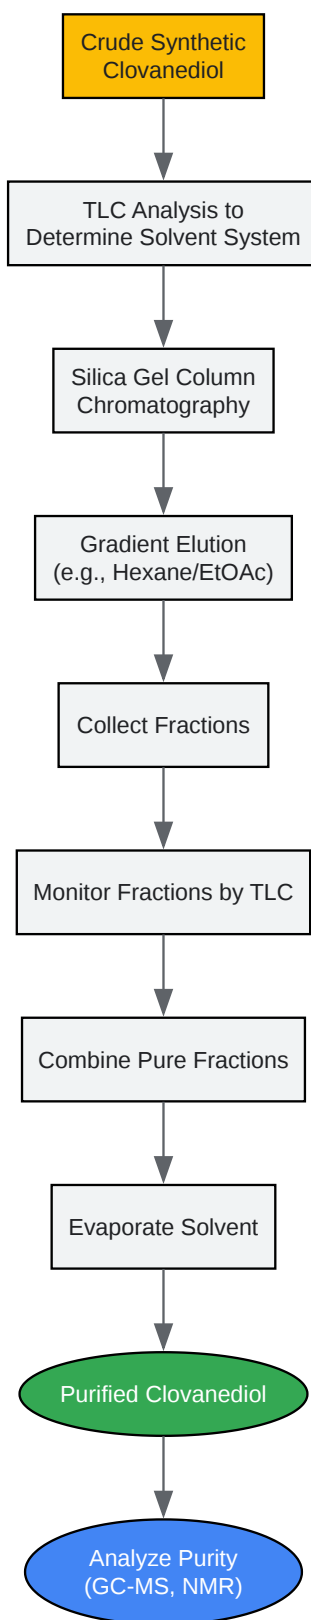 Crude Synthetic
Clovanediol
TLC Analysis to
Determine Solvent System
Silica Gel Column
Chromatography
Gradient Elution
(e.g., Hexane/EtOAc)
Collect Fractions
Monitor Fractions by TLC
Combine Pure Fractions
Evaporate Solvent
Purified Clovanediol
Analyze Purity
(GC-MS, NMR)